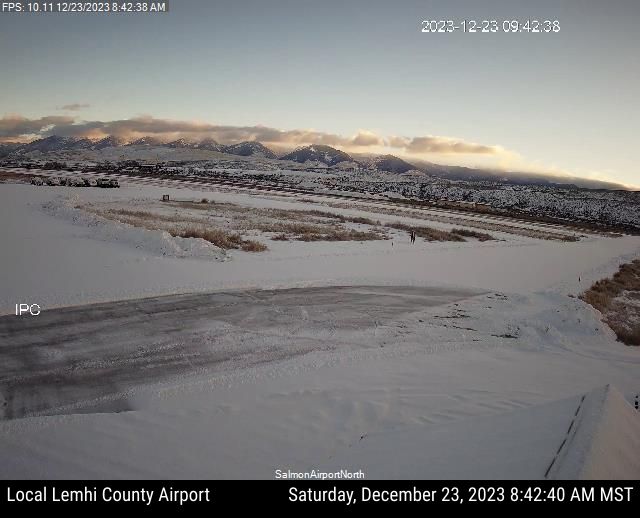 FPS: 10.11 12/23/2023 8:42:38 AM
2023-12-23 09:42:38
IPC
SalmonAirportNorth
Local Lemhi County Airport Saturday, December 23, 2023 8:42:40 AM MST